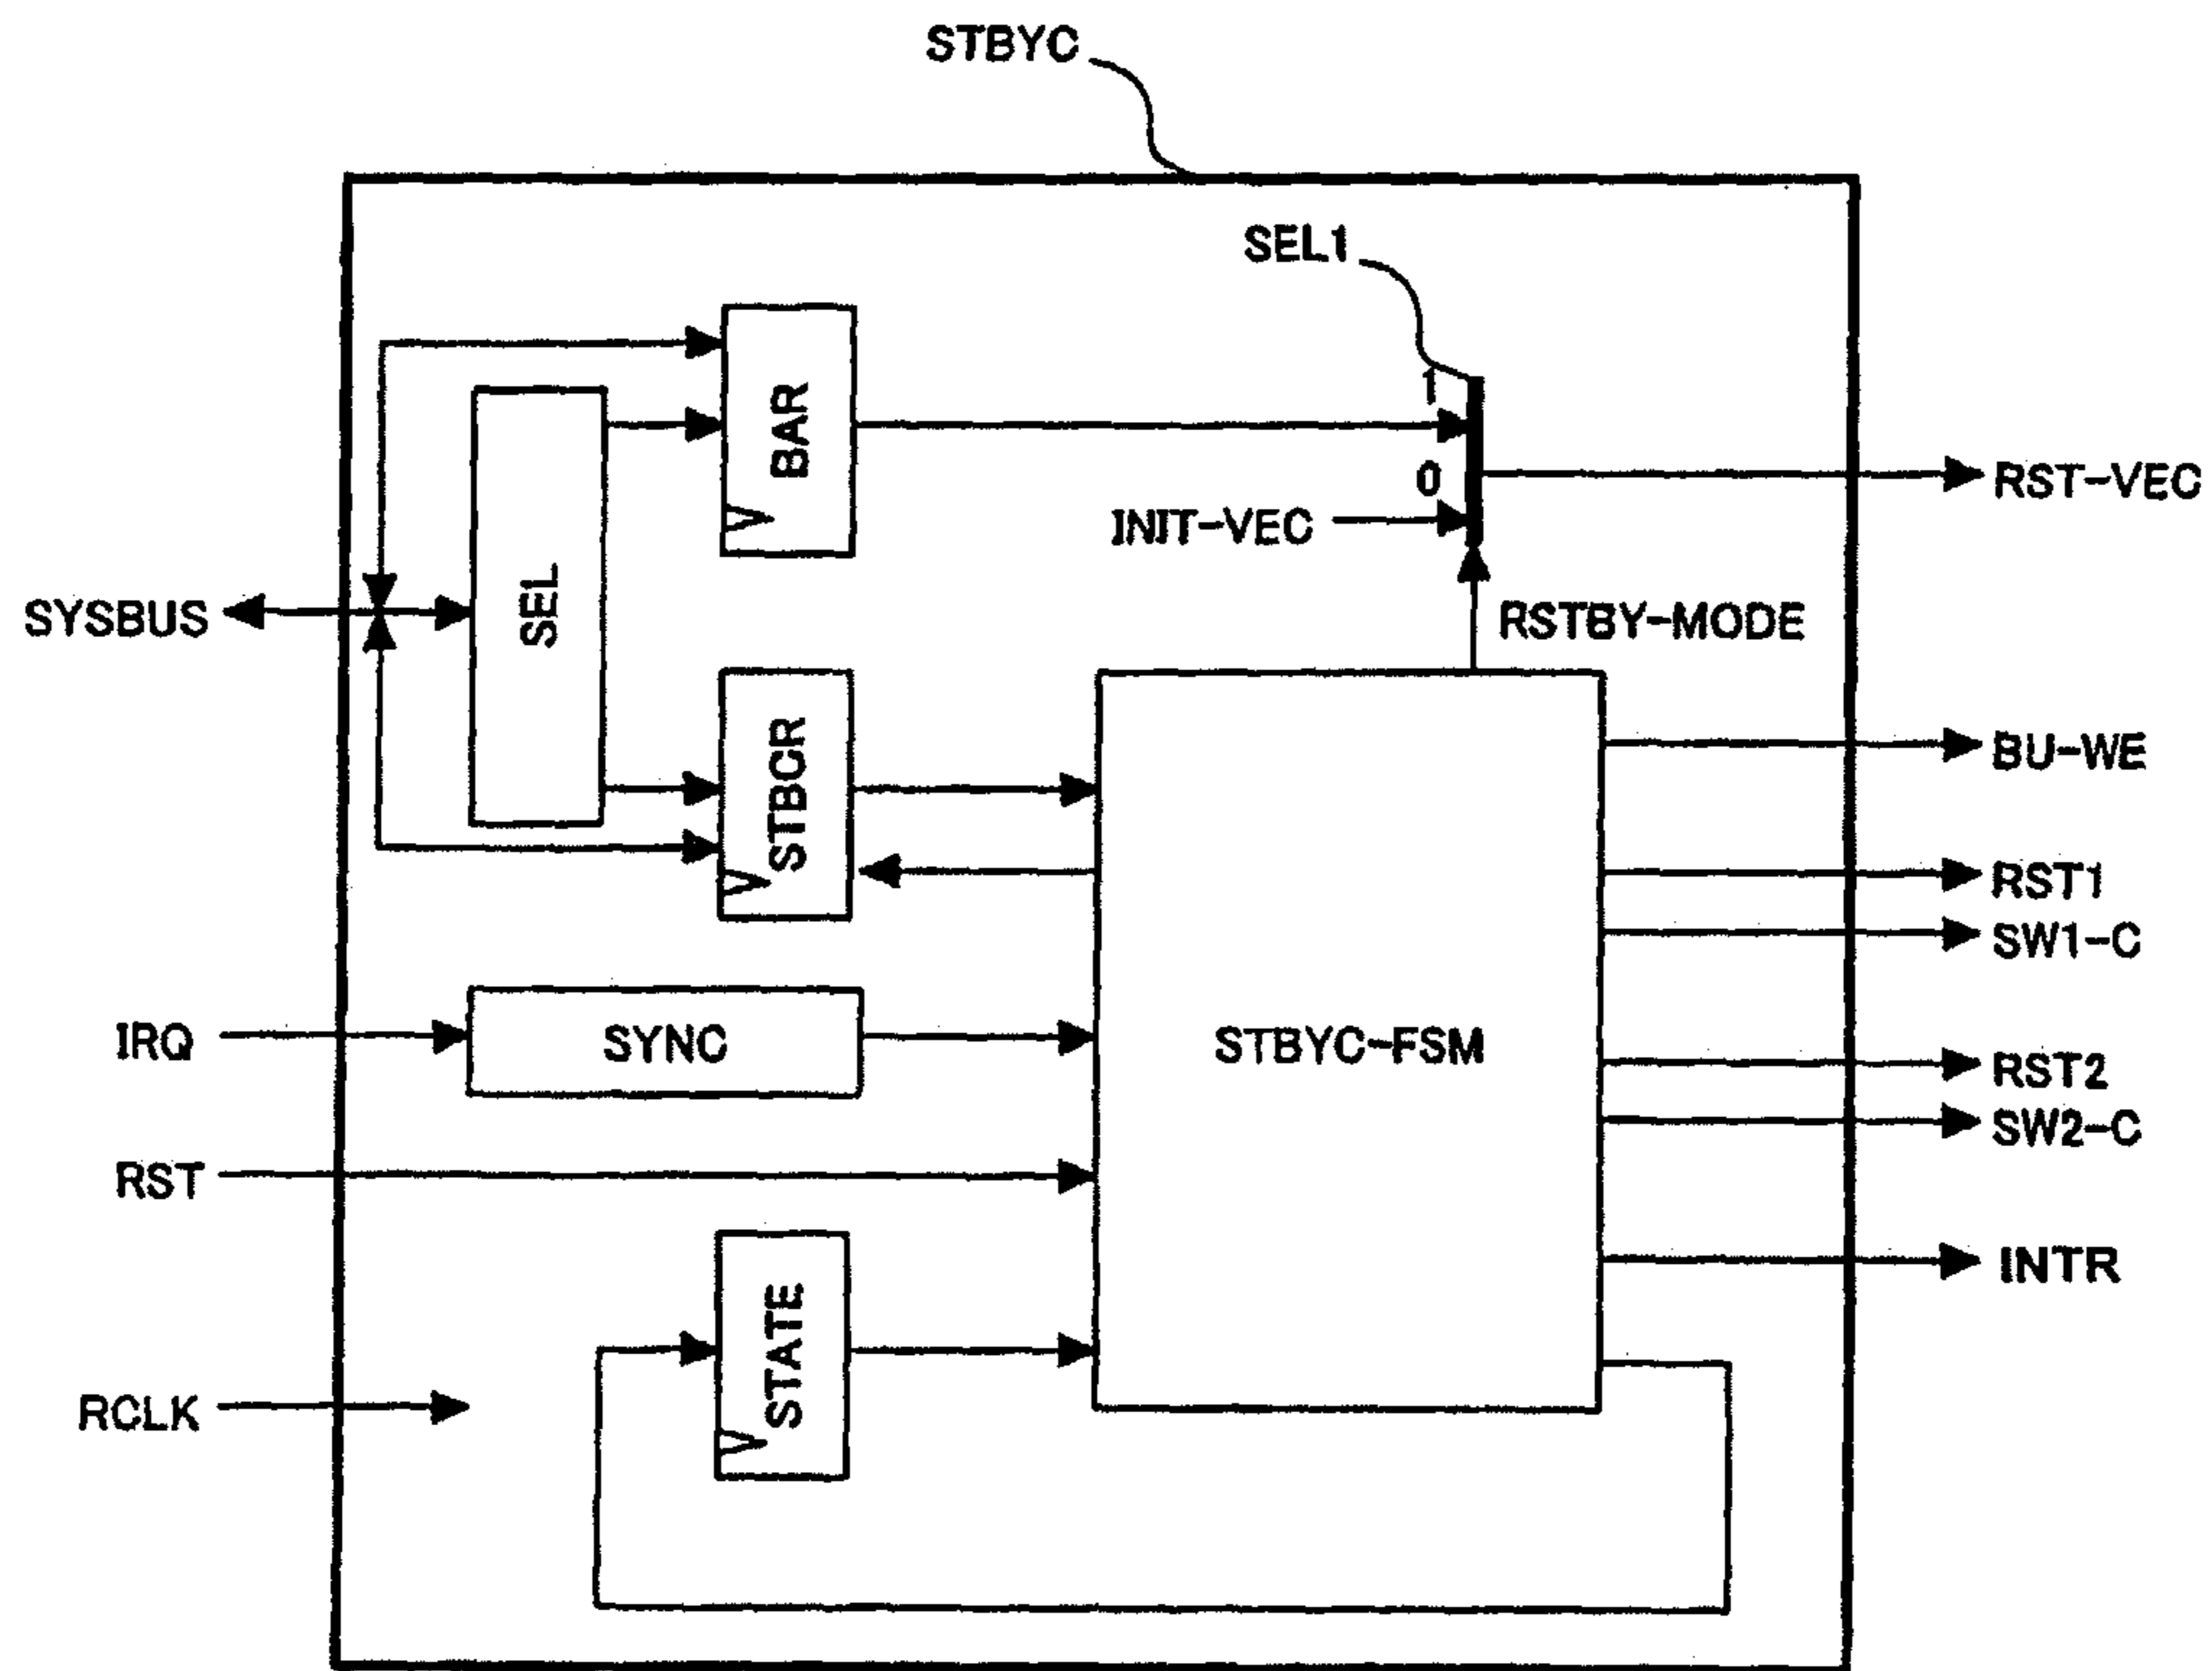 STBYC
SEL1
BAR
1
0
INIT-VEC
RST-VEC
SEL
SYSBUS
RSTBY-MODE
STBCR
BU-WE
RST1
SW1-C
IRQ
SYNC
STBYC-FSM
RST2
SW2-C
RST
INTR
STATE
RCLK